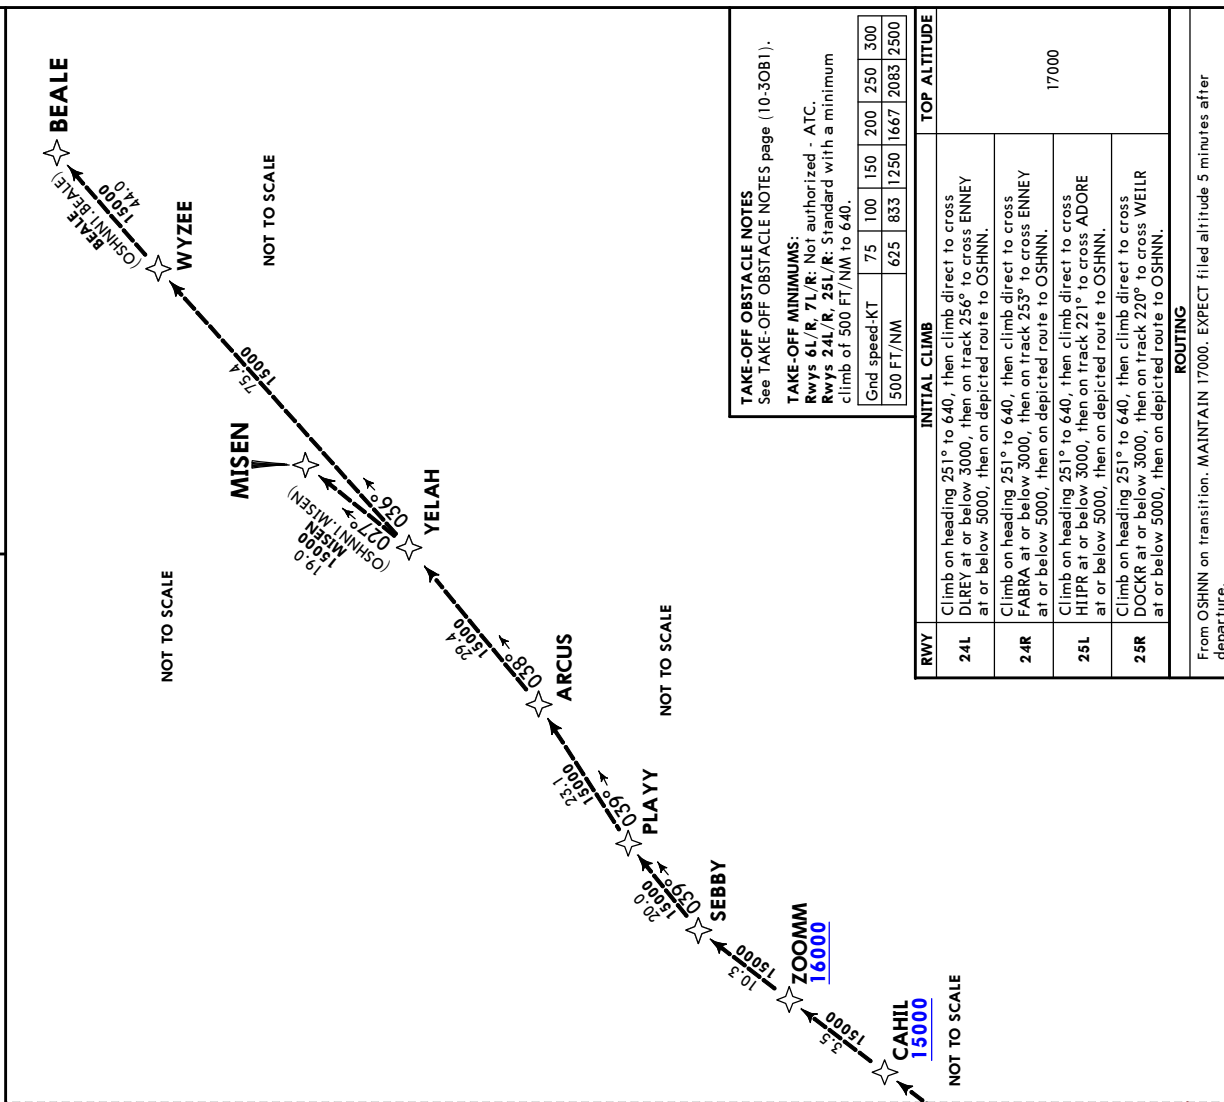 BEALE
BEALE
(OSHNN1.BEALE)
15000
44.0
WYZEE
NOT TO SCALE
75.4
15000
MISEN
19.0
15000
MISEN
(OSHNN1.MISEN)
027°
036°
YELAH
NOT TO SCALE
29.4
15000
038°
ARCUS
NOT TO SCALE
23.1
15000
039°
PLAYY
20.0
15000
039°
SEBBY
10.3
15000
ZOOMM
16000
3.5
15000
CAHIL
15000
NOT TO SCALE
TAKE-OFF OBSTACLE NOTES
See TAKE-OFF OBSTACLE NOTES page (10-3OB1).
TAKE-OFF MINIMUMS:
Rwys 6L/R, 7L/R: Not authorized - ATC.
Rwys 24L/R, 25L/R: Standard with a minimum
climb of 500 FT/NM to 640.
Gnd speed-KT 75 100 150 200 250 300
500 FT/NM 625 833 1250 1667 2083 2500
RWY INITIAL CLIMB TOP ALTITUDE
24L Climb on heading 251° to 640, then climb direct to cross
DLREY at or below 3000, then on track 256° to cross ENNEY
at or below 5000, then on depicted route to OSHNN.
17000
24R Climb on heading 251° to 640, then climb direct to cross
FABRA at or below 3000, then on track 253° to cross ENNEY
at or below 5000, then on depicted route to OSHNN.
25L Climb on heading 251° to 640, then climb direct to cross
HIIPR at or below 3000, then on track 221° to cross ADORE
at or below 5000, then on depicted route to OSHNN.
25R Climb on heading 251° to 640, then climb direct to cross
DOCKR at or below 3000, then on track 220° to cross WEILR
at or below 5000, then on depicted route to OSHNN.
ROUTING
From OSHNN on transition. MAINTAIN 17000. EXPECT filed altitude 5 minutes after
departure.